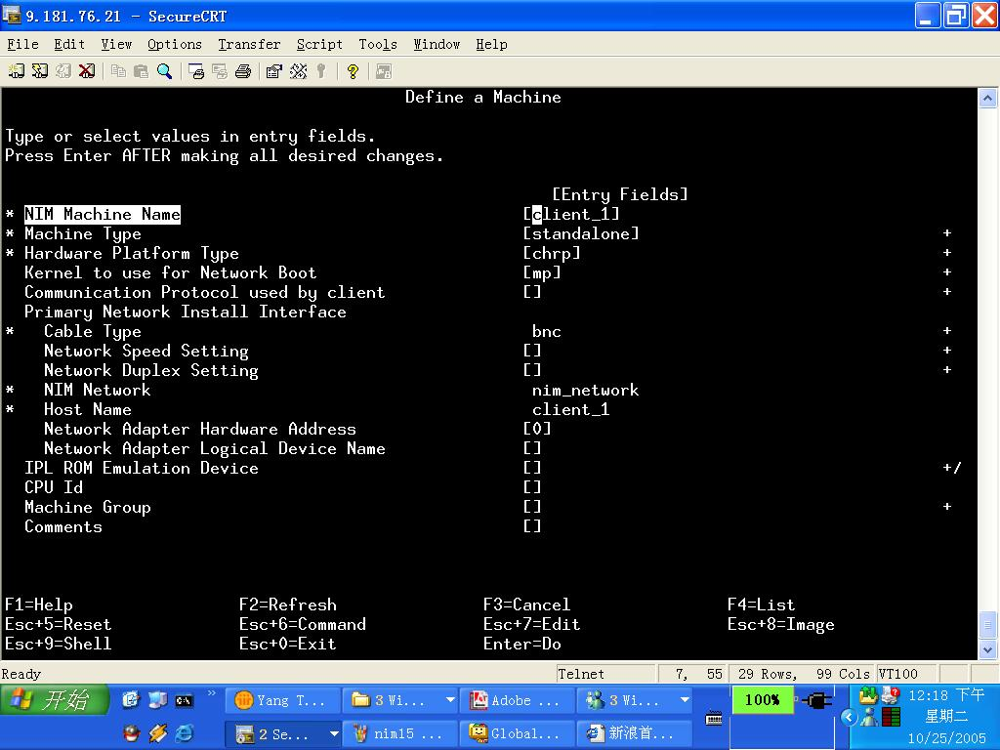 9.181.76.21 - SecureCRT
File Edit View Options Transfer Script Tools Window Help
Define a Machine
Type or select values in entry fields.
Press Enter AFTER making all desired changes.
[Entry Fields]
* NIM Machine Name [client_1]
* Machine Type [standalone] +
* Hardware Platform Type [chrp] +
Kernel to use for Network Boot [mp] +
Communication Protocol used by client [] +
Primary Network Install Interface
* Cable Type bnc +
Network Speed Setting [] +
Network Duplex Setting [] +
* NIM Network nim_network
* Host Name client_1
Network Adapter Hardware Address [0]
Network Adapter Logical Device Name []
IPL ROM Emulation Device [] +/
CPU Id []
Machine Group [] +
Comments []
F1=Help F2=Refresh F3=Cancel F4=List
Esc+5=Reset Esc+6=Command Esc+7=Edit Esc+8=Image
Esc+9=Shell Esc+0=Exit Enter=Do
Ready Telnet 7, 55 29 Rows, 99 Cols VT100
开始 Yang T... 3 Wi... Adobe ... 3 Wi... 100% 12:18 下午
星期二
2 Se... nim15 ... Global... 新浪首... 10/25/2005